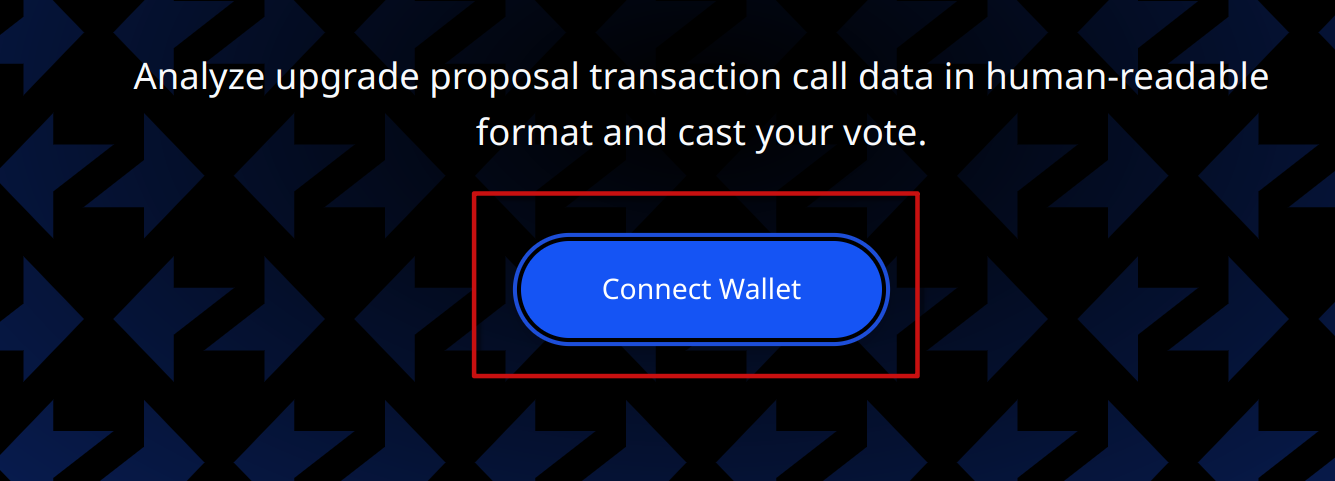 Analyze upgrade proposal transaction call data in human-readable
format and cast your vote.
Connect Wallet